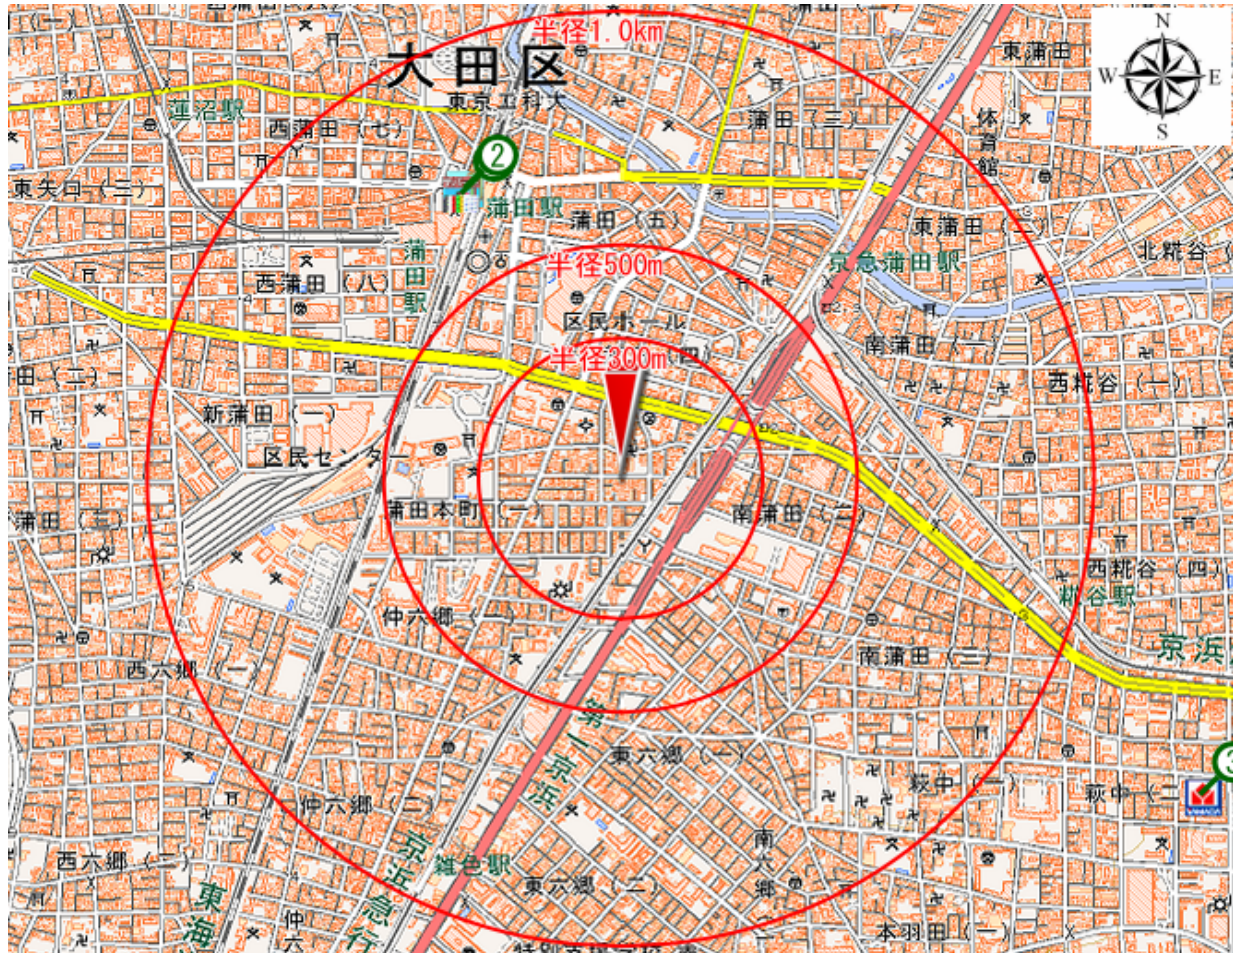 半径1.0km
大田区
東蒲田
N
W
E
S
蓮沼駅
東京工科大
西蒲田(七)
蒲田(三)
体育館
②
東矢口(三)
蒲田駅
蒲田(五)
東蒲田(二)
北糀谷(
蒲田駅
半径500m
京急蒲田駅
西蒲田(八)
区民ホール
半径300m
(四)
南蒲田(一)
西糀谷(一)
田(二)
新蒲田(一)
区民センター
蒲田(三)
蒲田本町(一)
南蒲田(二)
西糀谷(四)
糀谷駅
仲六郷(一)
京浜
西六郷(一)
南蒲田(三)
第一京浜
東六郷(一)
萩中(一)
萩中(二
仲六郷(二)
南六郷(二)
西六郷(二)
京浜急行
雑色駅
東六郷(二)
東海
仲六
本羽田(一)